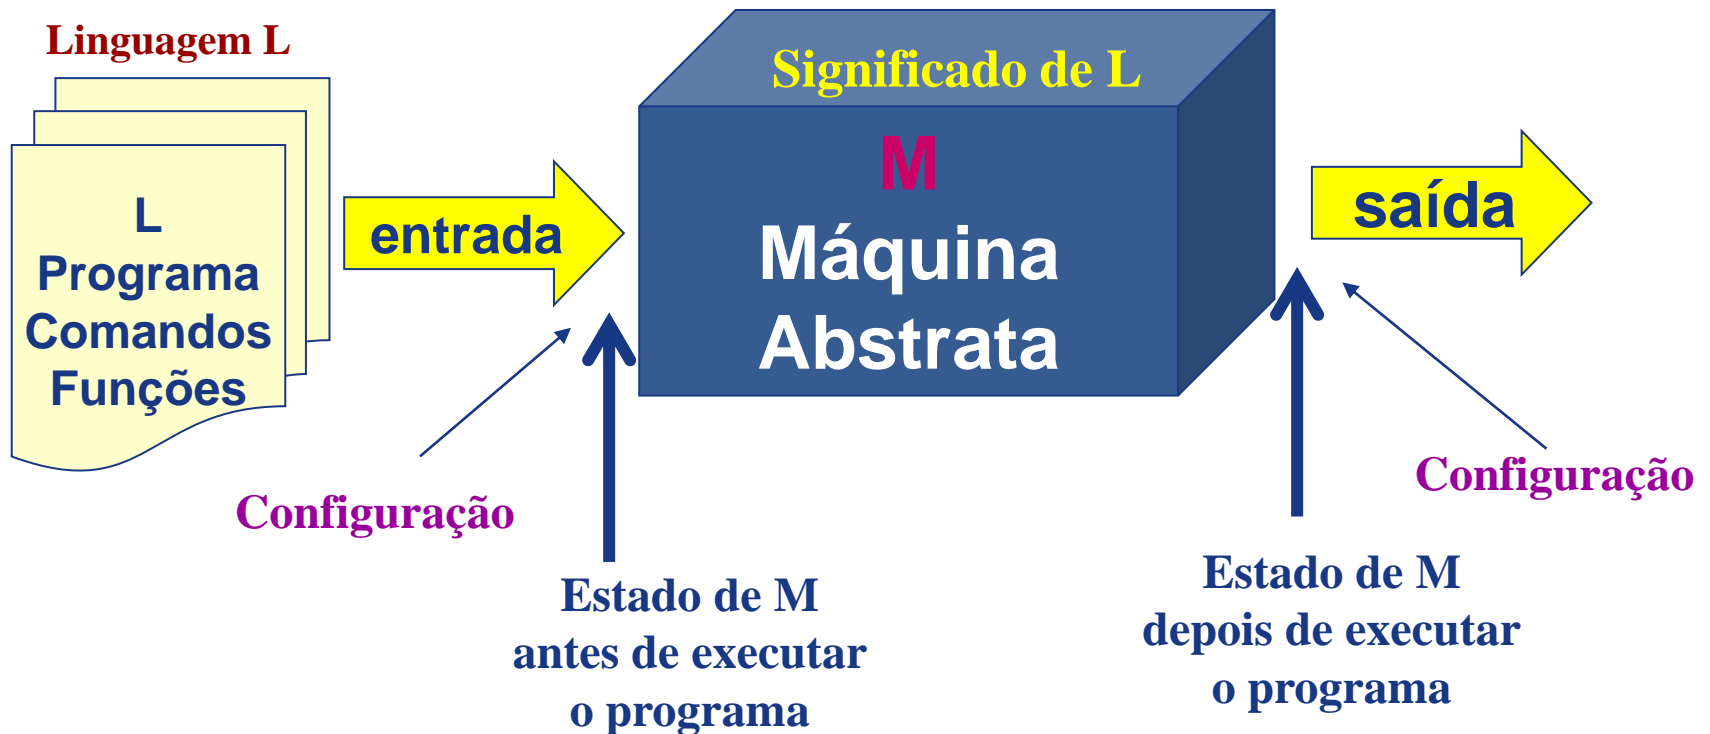 Linguagem L
L
Programa
Comandos
Funções
entrada
Significado de L
M
Máquina
Abstrata
saída
Configuração
Configuração
Estado de M
antes de executar
o programa
Estado de M
depois de executar
o programa